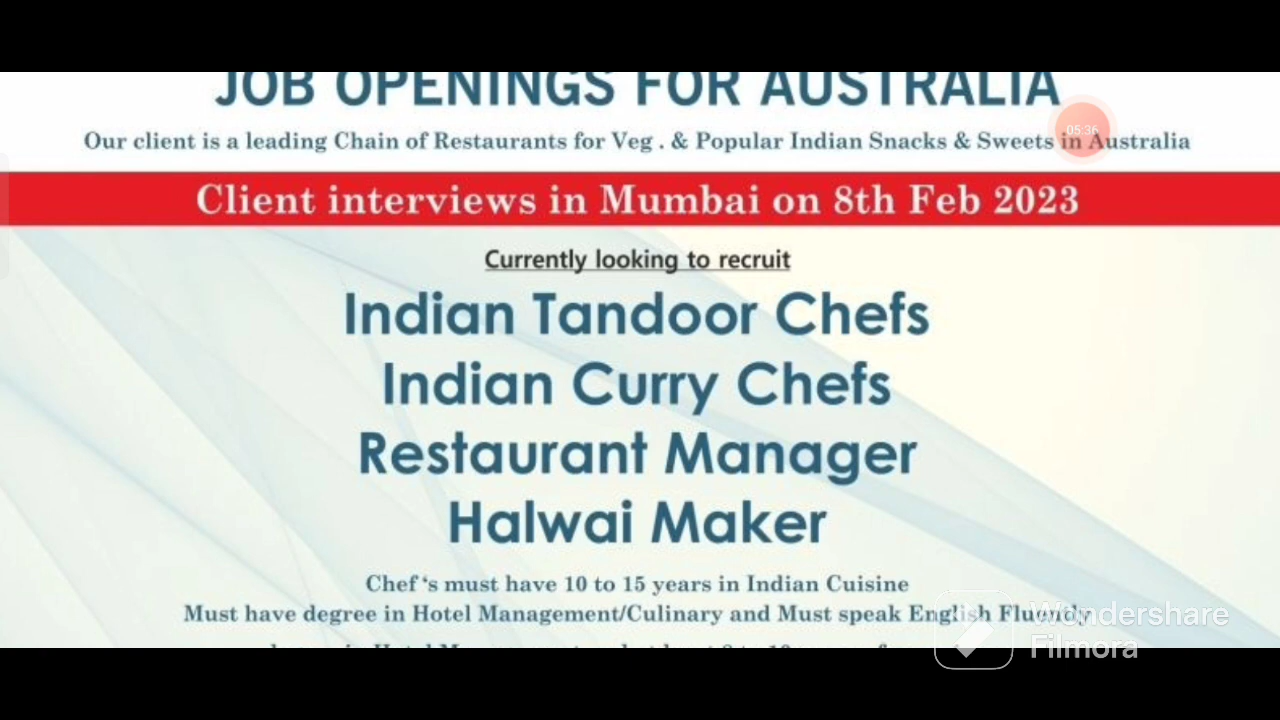 JOB OPENINGS FOR AUSTRALIA
Our client is a leading Chain of Restaurants for Veg . & Popular Indian Snacks & Sweets in Australia
05:36
Client interviews in Mumbai on 8th Feb 2023
Currently looking to recruit
Indian Tandoor Chefs
Indian Curry Chefs
Restaurant Manager
Halwai Maker
Chef ‘s must have 10 to 15 years in Indian Cuisine
Must have degree in Hotel Management/Culinary and Must speak English Fluently
Wondershare
Filmora